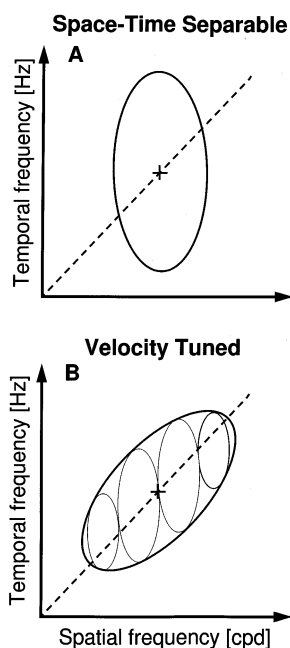 Space-Time Separable
A
Temporal frequency [Hz]
Velocity Tuned
B
Temporal frequency [Hz]
Spatial frequency [cpd]